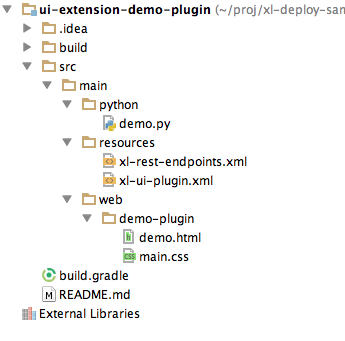 ui-extension-demo-plugin (~/proj/xl-deploy-san
.idea
build
src
main
python
demo.py
resources
xl-rest-endpoints.xml
xl-ui-plugin.xml
web
demo-plugin
demo.html
main.css
build.gradle
README.md
External Libraries